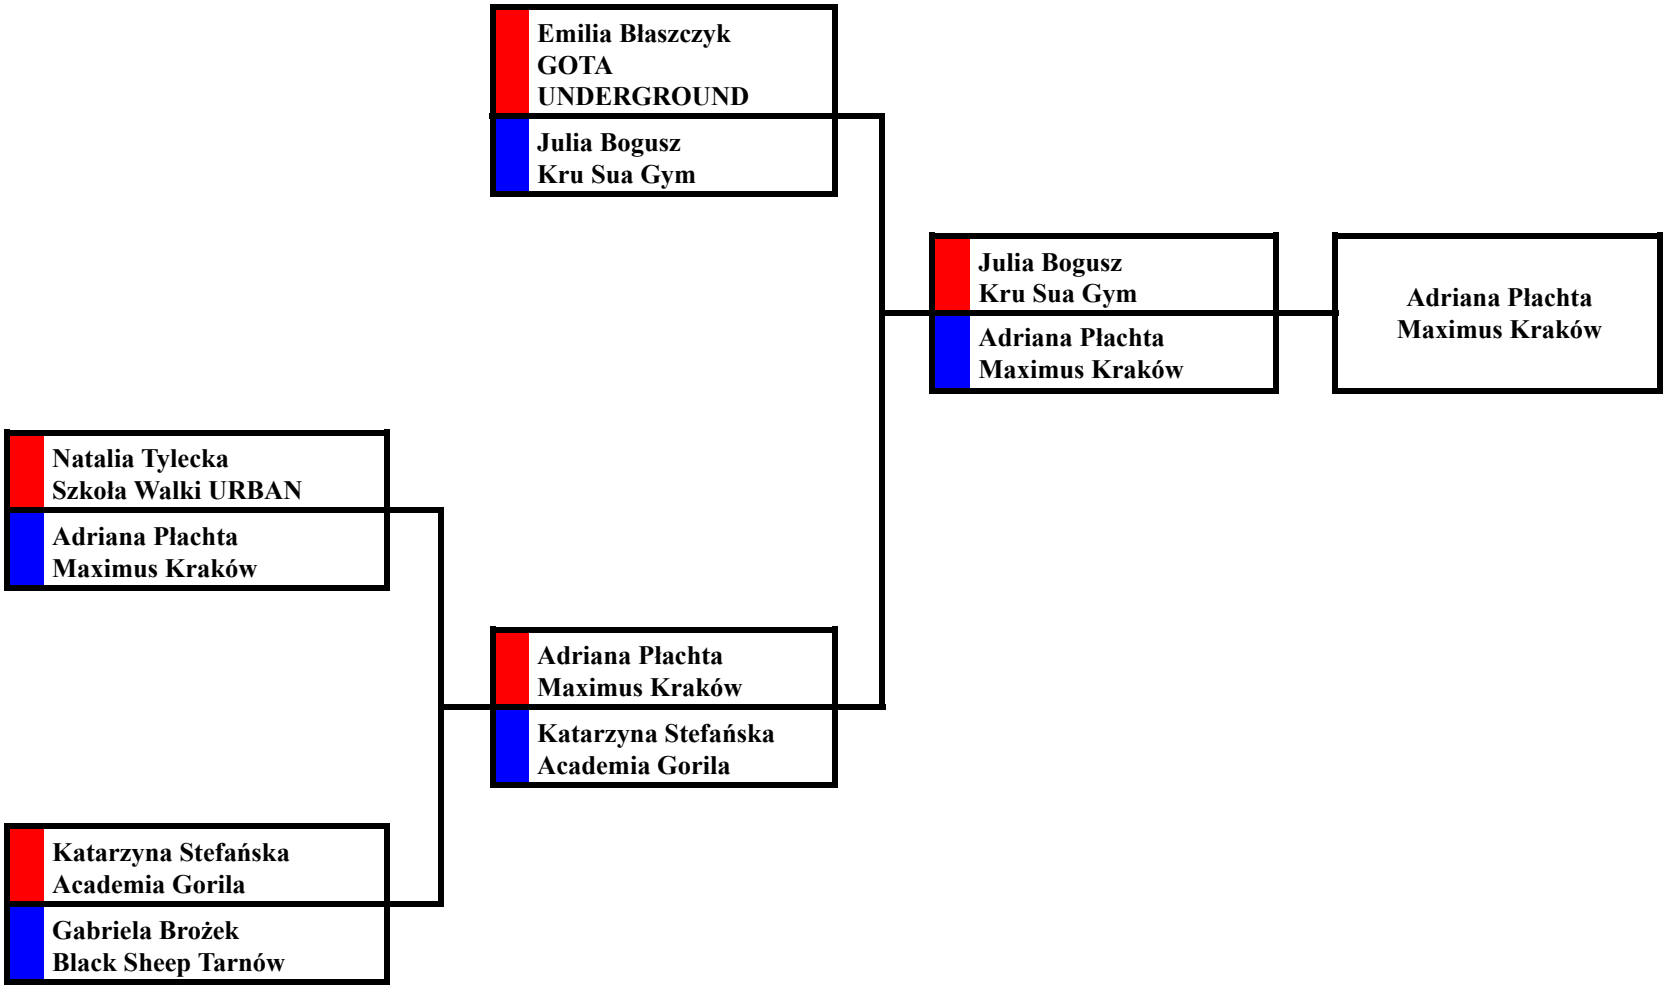 Emilia Błaszczyk
GOTA
UNDERGROUND
Julia Bogusz
Kru Sua Gym
Julia Bogusz
Kru Sua Gym
Adriana Płachta
Maximus Kraków
Adriana Płachta
Maximus Kraków
Natalia Tylecka
Szkoła Walki URBAN
Adriana Płachta
Maximus Kraków
Adriana Płachta
Maximus Kraków
Katarzyna Stefańska
Academia Gorila
Katarzyna Stefańska
Academia Gorila
Gabriela Brożek
Black Sheep Tarnów